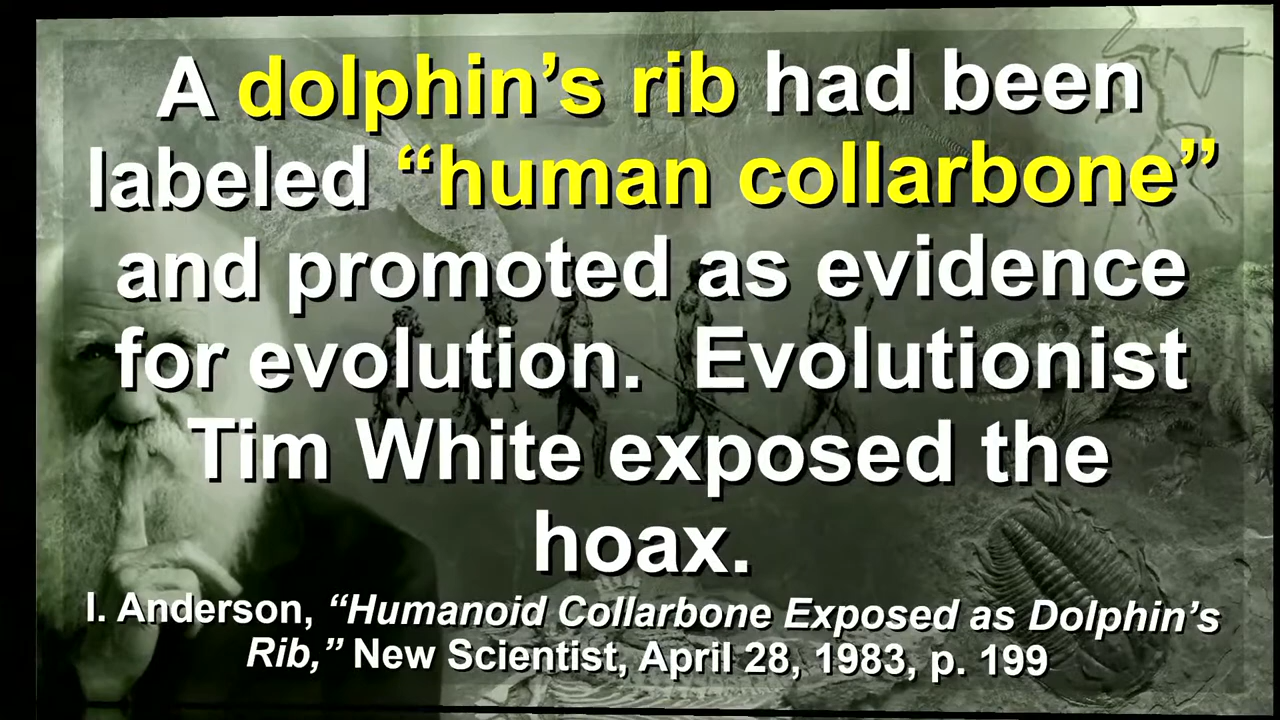 A dolphin’s rib had been
labeled “human collarbone”
and promoted as evidence
for evolution.  Evolutionist
Tim White exposed the
hoax.
I. Anderson, “Humanoid Collarbone Exposed as Dolphin’s
Rib,” New Scientist, April 28, 1983, p. 199